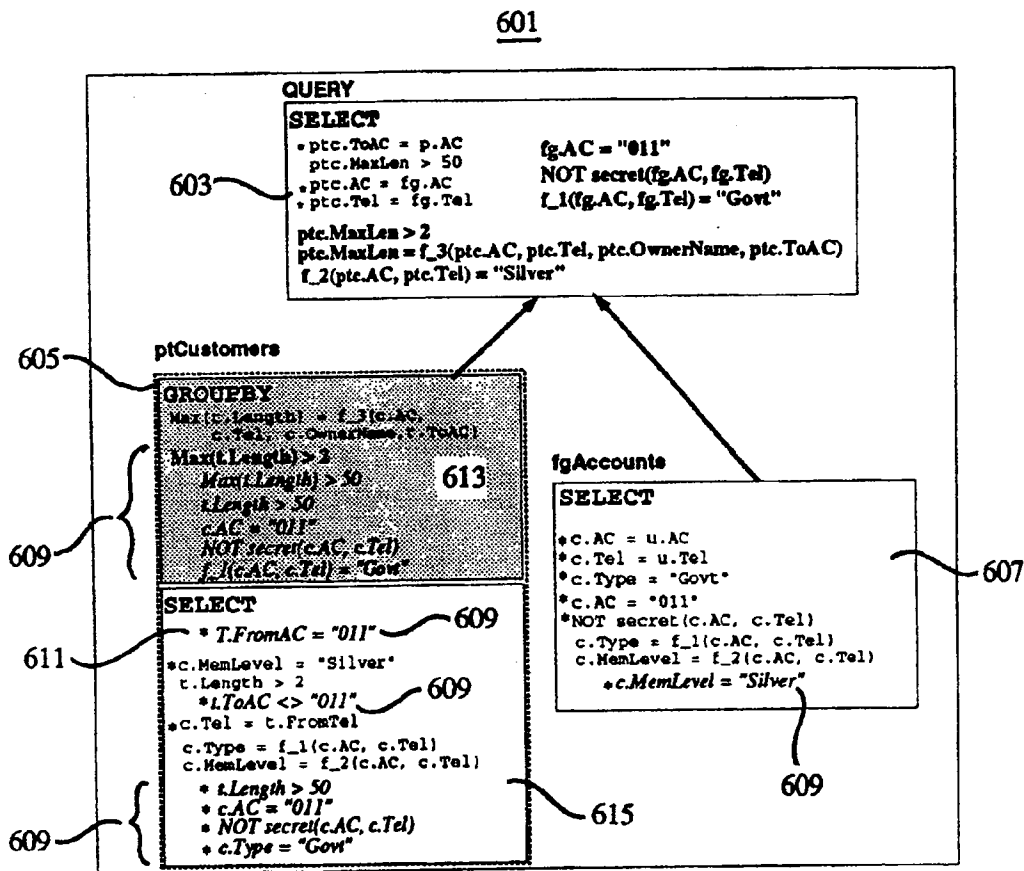 601
QUERY
SELECT
*ptc.ToAC = p.AC
ptc.MaxLen > 50
*ptc.AC = fg.AC
*ptc.Tel = fg.Tel
fg.AC = "011"
NOT secret(fg.AC, fg.Tel)
f_1(fg.AC, fg.Tel) = "Govt"
ptc.MaxLen > 2
ptc.MaxLen = f_3(ptc.AC, ptc.Tel, ptc.OwnerName, ptc.ToAC)
f_2(ptc.AC, ptc.Tel) = "Silver"
603
605
ptCustomers
GROUPBY
Max(t.Length) = f_3(c.AC,
c.Tel, c.OwnerName,t.ToAC)
Max(t.Length) > 2
Max(t.Length) > 50
t.Length > 50
c.AC = "011"
NOT secret(c.AC, c.Tel)
f_1(c.AC, c.Tel) = "Govt"
613
609
SELECT
* T.FromAC = "011"
609
611
*c.MemLevel = "Silver"
t.Length > 2
*t.ToAC <> "011"
609
*c.Tel = t.FromTel
c.Type = f_1(c.AC, c.Tel)
c.MemLevel = f_2(c.AC, c.Tel)
* t.Length > 50
* c.AC = "011"
* NOT secret(c.AC, c.Tel)
* c.Type = "Govt"
609
615
fgAccounts
SELECT
*c.AC = u.AC
*c.Tel = u.Tel
*c.Type = "Govt"
*c.AC = "011"
*NOT secret(c.AC, c.Tel)
c.Type = f_1(c.AC, c.Tel)
c.MemLevel = f_2(c.AC, c.Tel)
*c.MemLevel = "Silver"
607
609